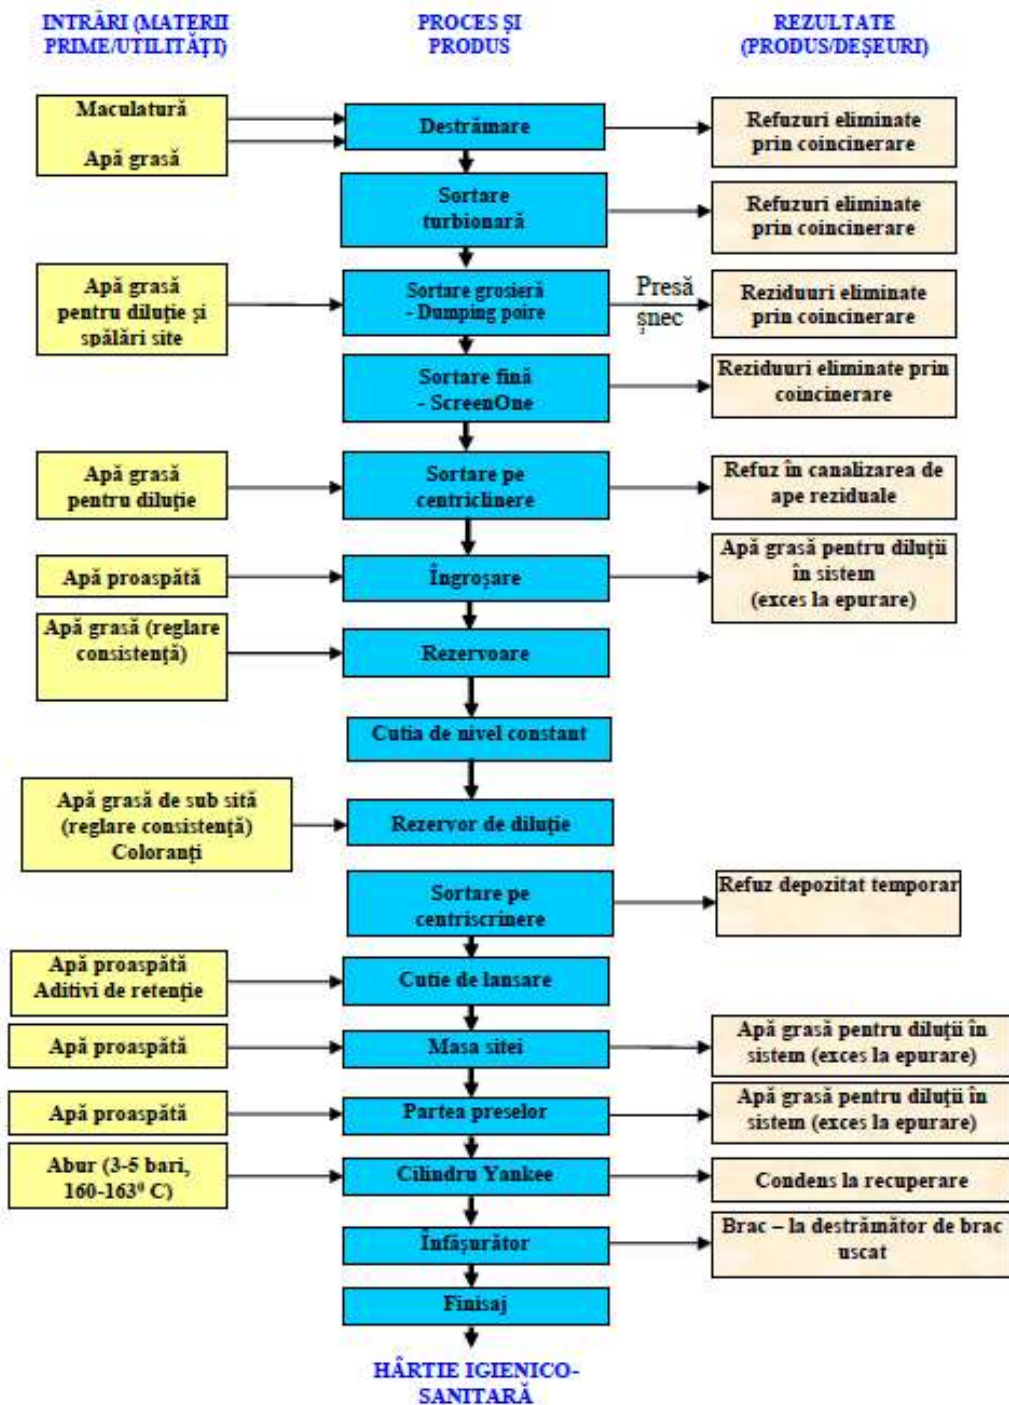 INTRĂRI (MATERII
PRIME/UTILITĂȚI)
PROCES ȘI
PRODUS
REZULTATE
(PRODUS/DEȘEURI)
Maculatură
Apă grasă
Destrămare
Refuzuri eliminate
prin coincinerare
Sortare
turbionară
Refuzuri eliminate
prin coincinerare
Apă grasă
pentru diluție și
spălări site
Sortare grosieră
- Dumping poire
Presă
șnec
Reziduuri eliminate
prin coincinerare
Sortare fină
- ScreenOne
Reziduuri eliminate prin
coincinerare
Apă grasă
pentru diluție
Sortare pe
centriclinere
Refuz în canalizarea de
ape reziduale
Apă proaspătă
Îngroșare
Apă grasă pentru diluții
în sistem
(exces la epurare)
Apă grasă (reglare
consistență)
Rezervoare
Cutia de nivel constant
Apă grasă de sub sită
(reglare consistență)
Coloranți
Rezervor de diluție
Sortare pe
centriscrinere
Refuz depozitat temporar
Apă proaspătă
Aditivi de retenție
Cutie de lansare
Apă proaspătă
Masa sitei
Apă grasă pentru diluții în
sistem (exces la epurare)
Apă proaspătă
Partea preselor
Apă grasă pentru diluții în
sistem (exces la epurare)
Abur (3-5 bari,
160-163⁰ C)
Cilindru Yankee
Condens la recuperare
Înfășurător
Brac – la destrămător de brac
uscat
Finisaj
HÂRTIE IGIENICO-
SANITARĂ